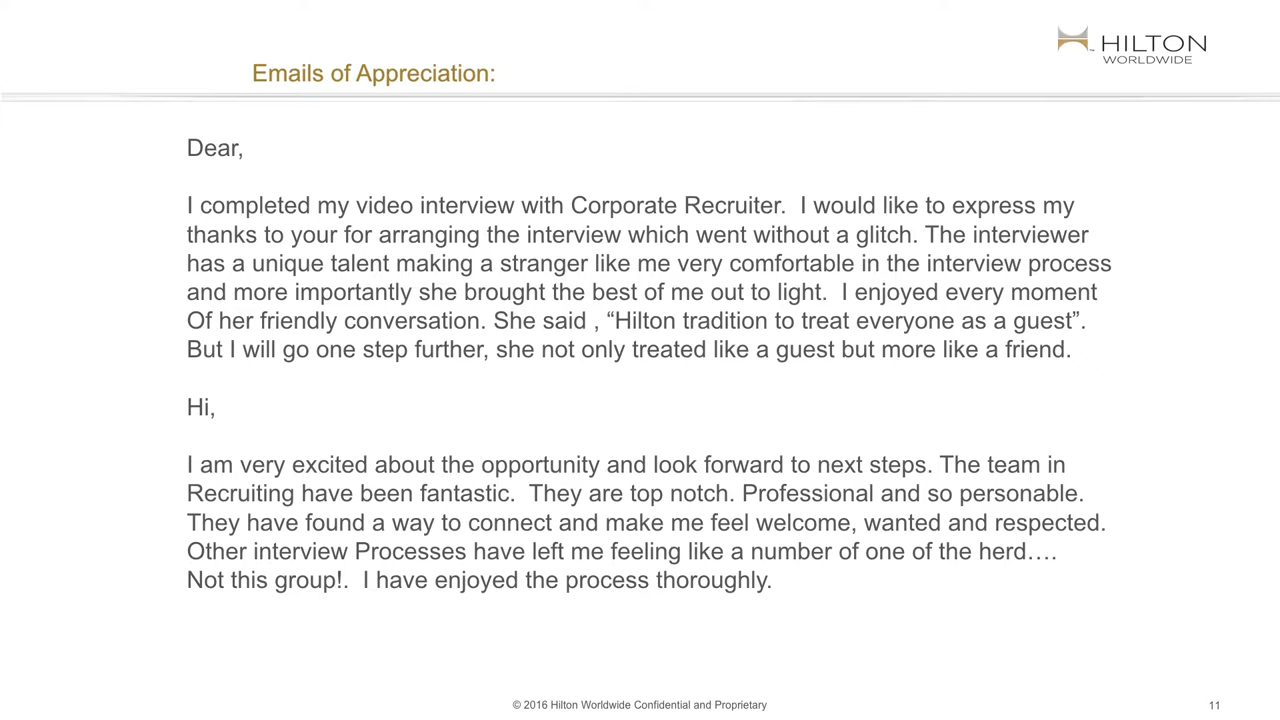 HILTON
WORLDWIDE
Emails of Appreciation:
Dear,
I completed my video interview with Corporate Recruiter.  I would like to express my
thanks to your for arranging the interview which went without a glitch. The interviewer
has a unique talent making a stranger like me very comfortable in the interview process
and more importantly she brought the best of me out to light.  I enjoyed every moment
Of her friendly conversation. She said , “Hilton tradition to treat everyone as a guest”.
But I will go one step further, she not only treated like a guest but more like a friend.
Hi,
I am very excited about the opportunity and look forward to next steps. The team in
Recruiting have been fantastic.  They are top notch. Professional and so personable.
They have found a way to connect and make me feel welcome, wanted and respected.
Other interview Processes have left me feeling like a number of one of the herd….
Not this group!.  I have enjoyed the process thoroughly.
© 2016 Hilton Worldwide Confidential and Proprietary
11